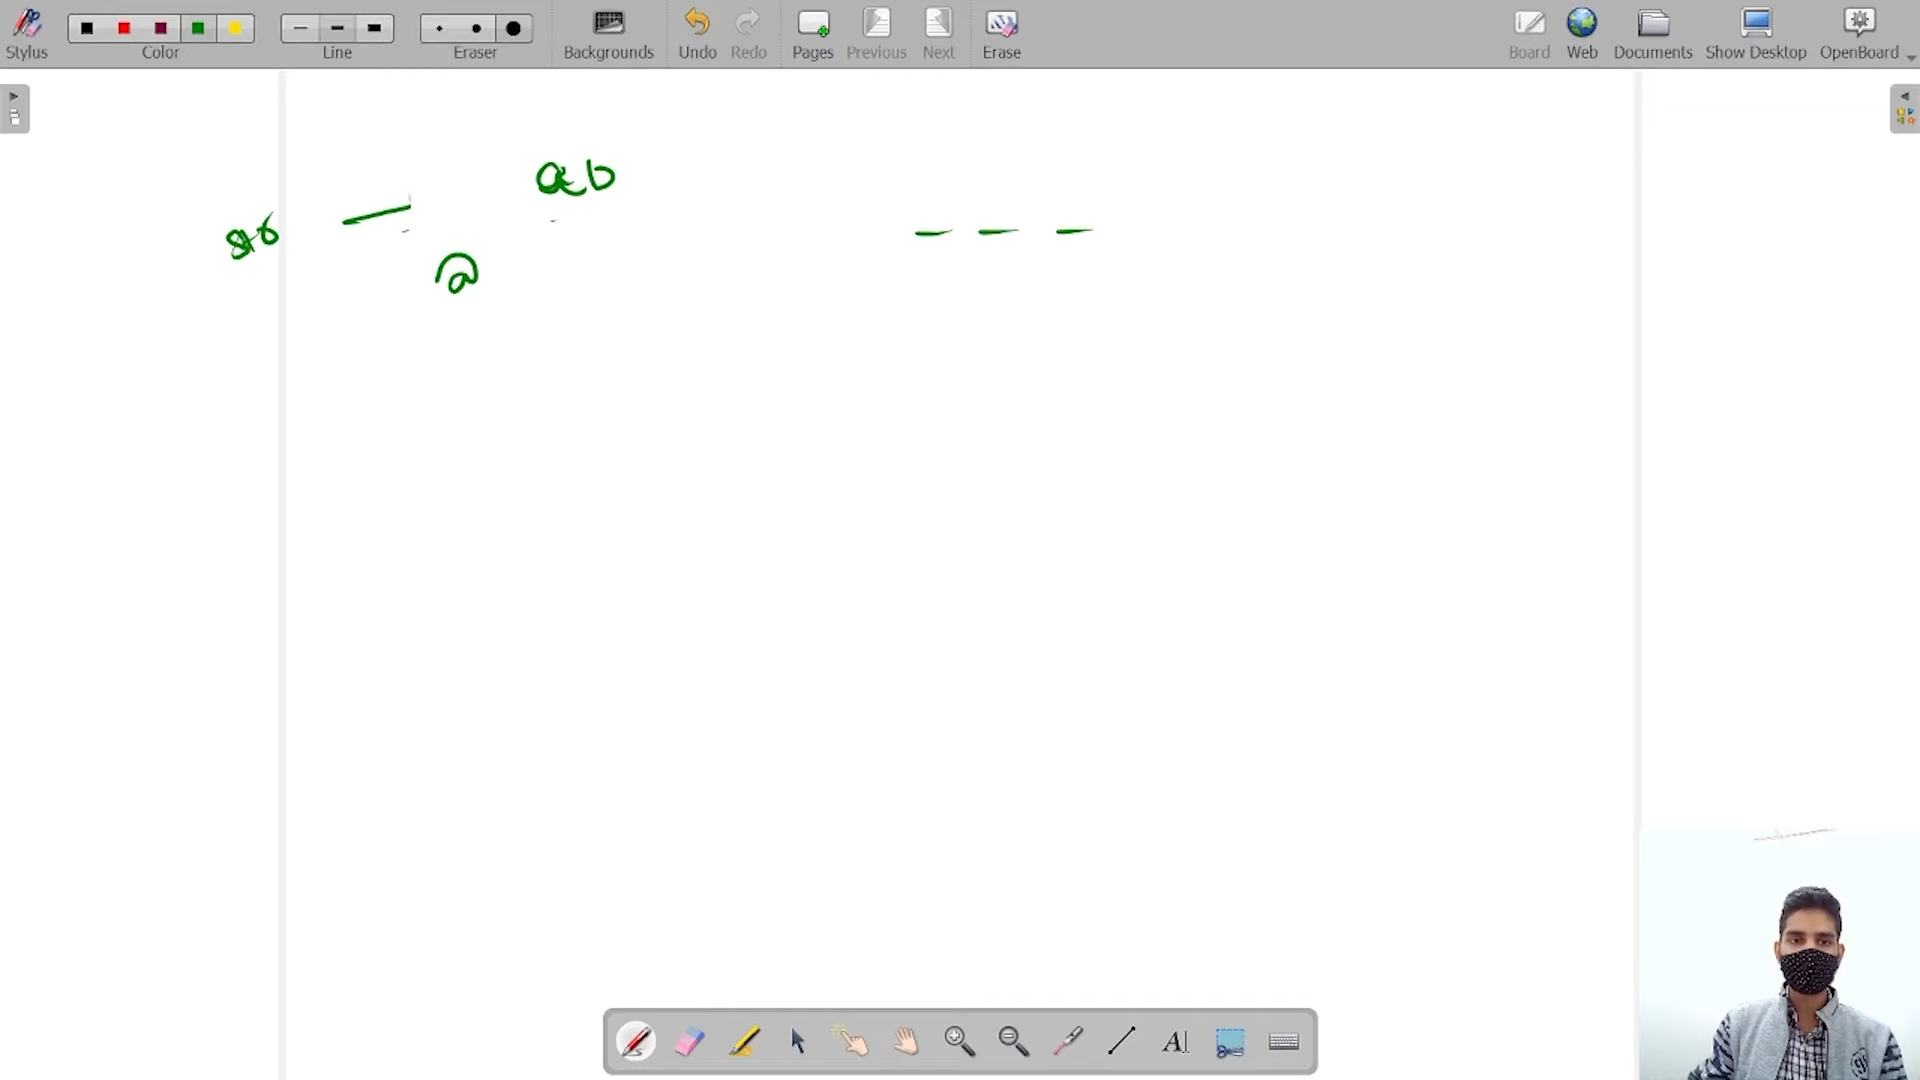 Stylus
Color
Line
Eraser
Backgrounds
Undo
Redo
Pages
Previous
Next
Erase
Board
Web
Documents
Show Desktop
OpenBoard
ab
a
A